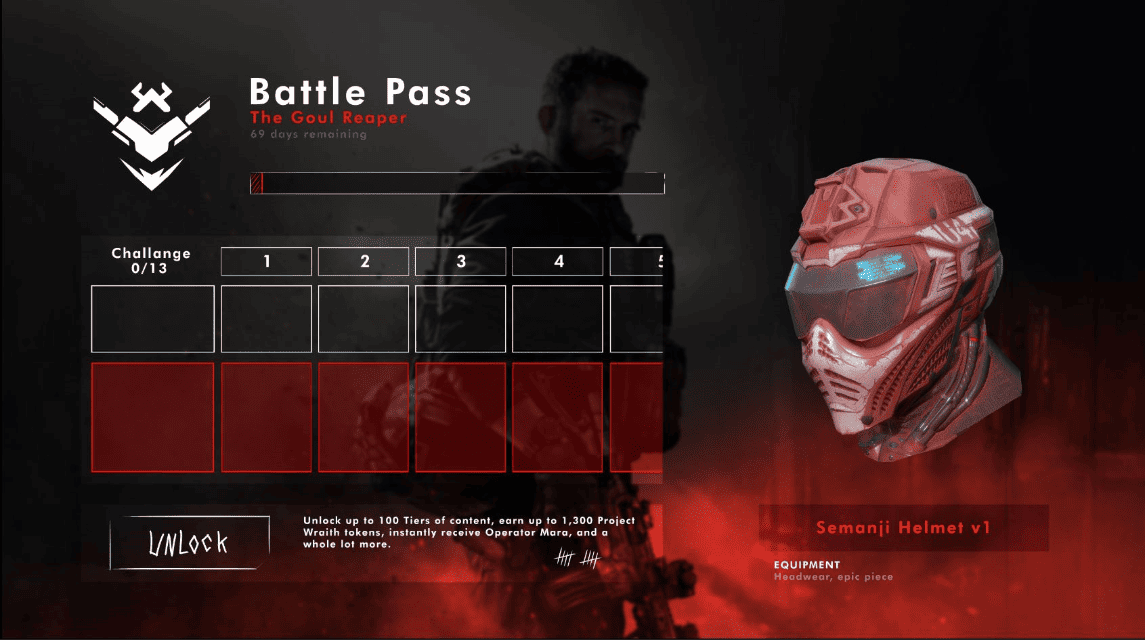 Battle Pass
The Goul Reaper
69 days remaining
Challange
0/13
1
2
3
4
5
UNLOCK
Unlock up to 100 Tiers of content, earn up to 1,300 Project
Wraith tokens, instantly receive Operator Mara, and a
whole lot more.
U47
Semanji Helmet v1
EQUIPMENT
Headwear, epic piece